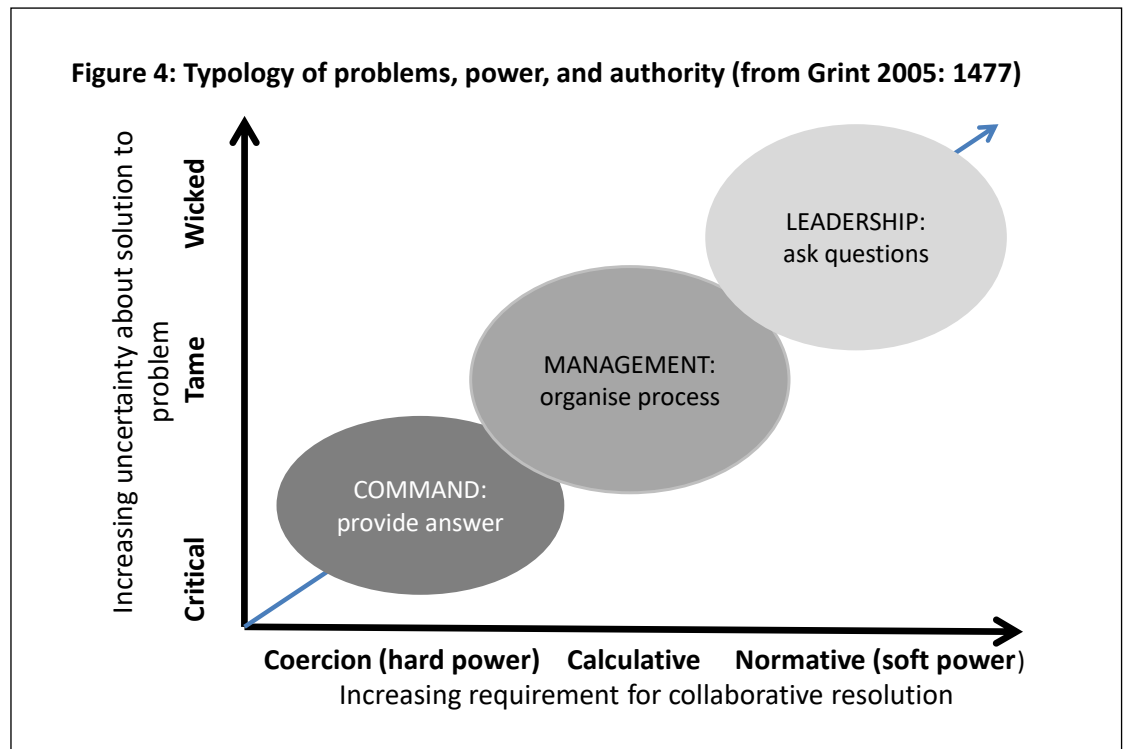 Figure 4: Typology of problems, power, and authority (from Grint 2005: 1477)
Increasing uncertainty about solution to
problem
Wicked
Tame
Critical
LEADERSHIP:
ask questions
MANAGEMENT:
organise process
COMMAND:
provide answer
Coercion (hard power) Calculative Normative (soft power)
Increasing requirement for collaborative resolution